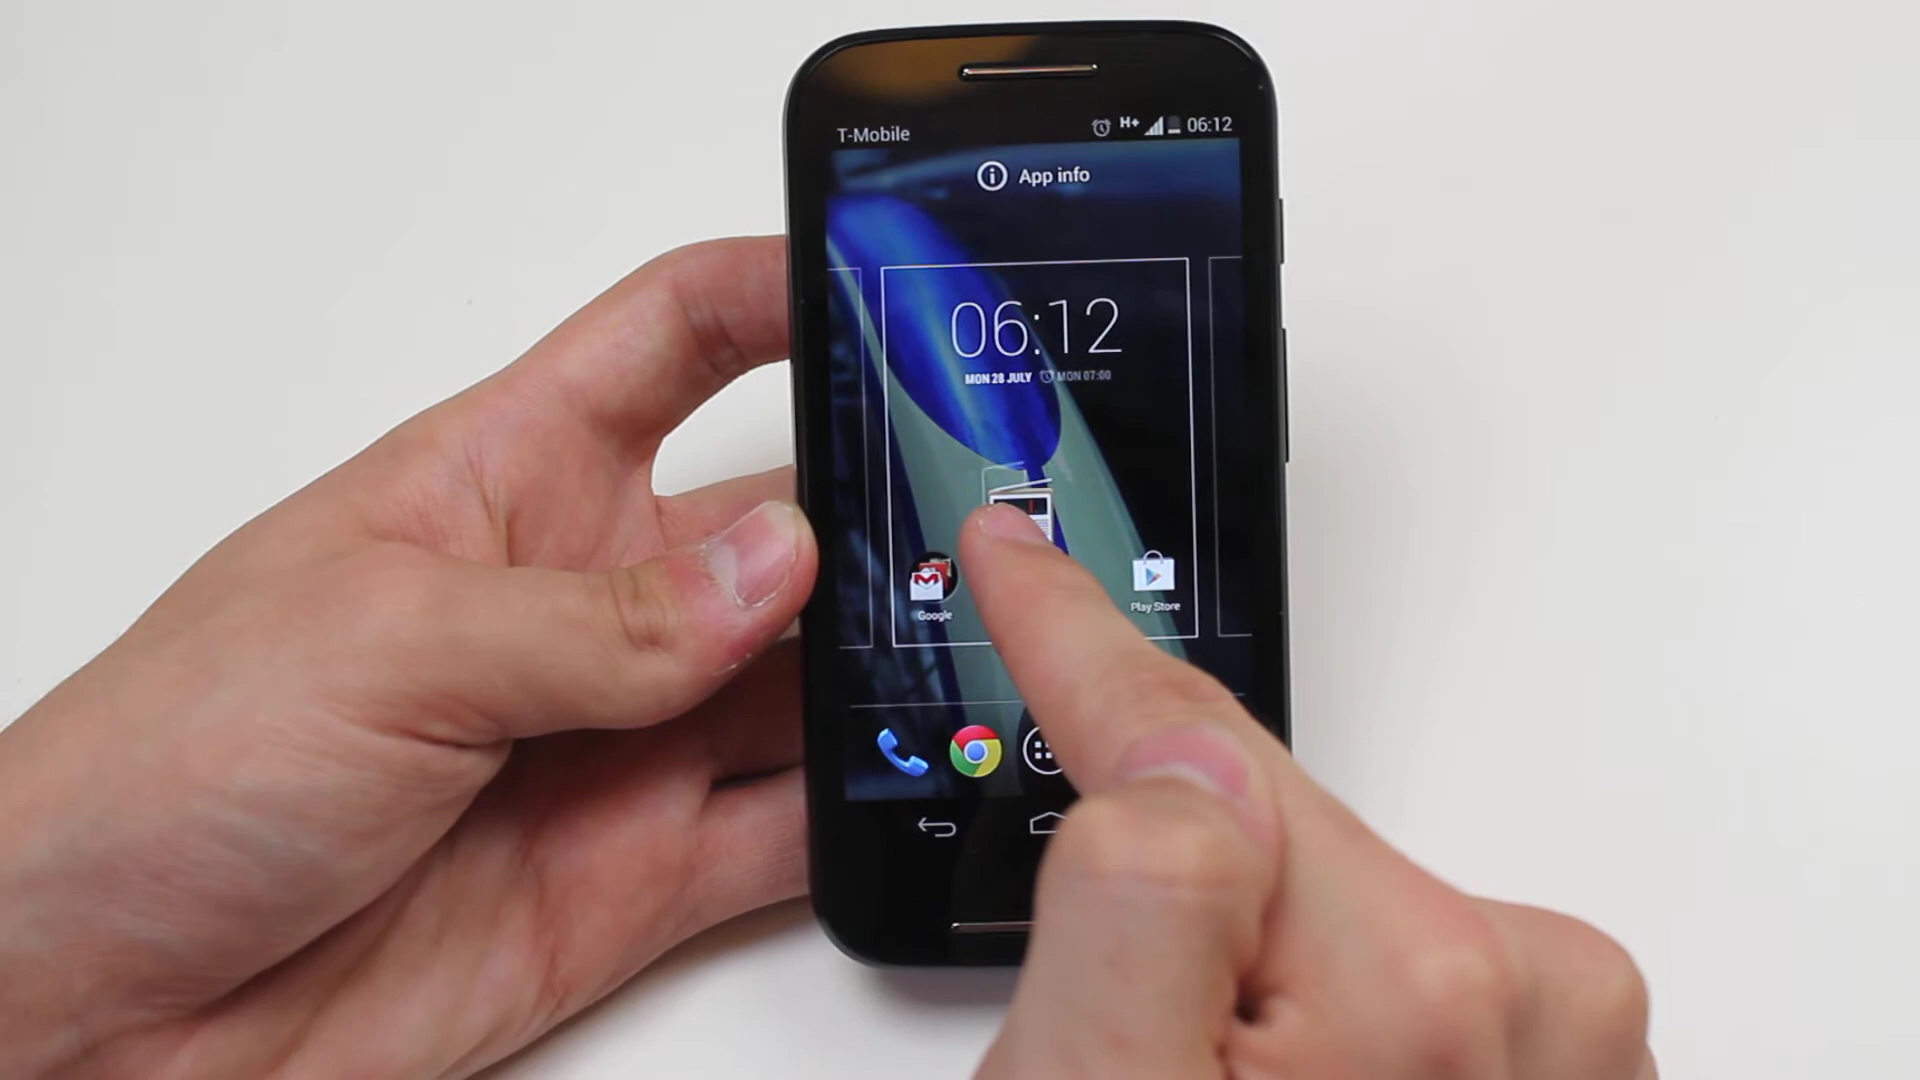 T-Mobile H+ 06:12
App info
06:12
MON 28 JULY MON 07:00
Google Play Store